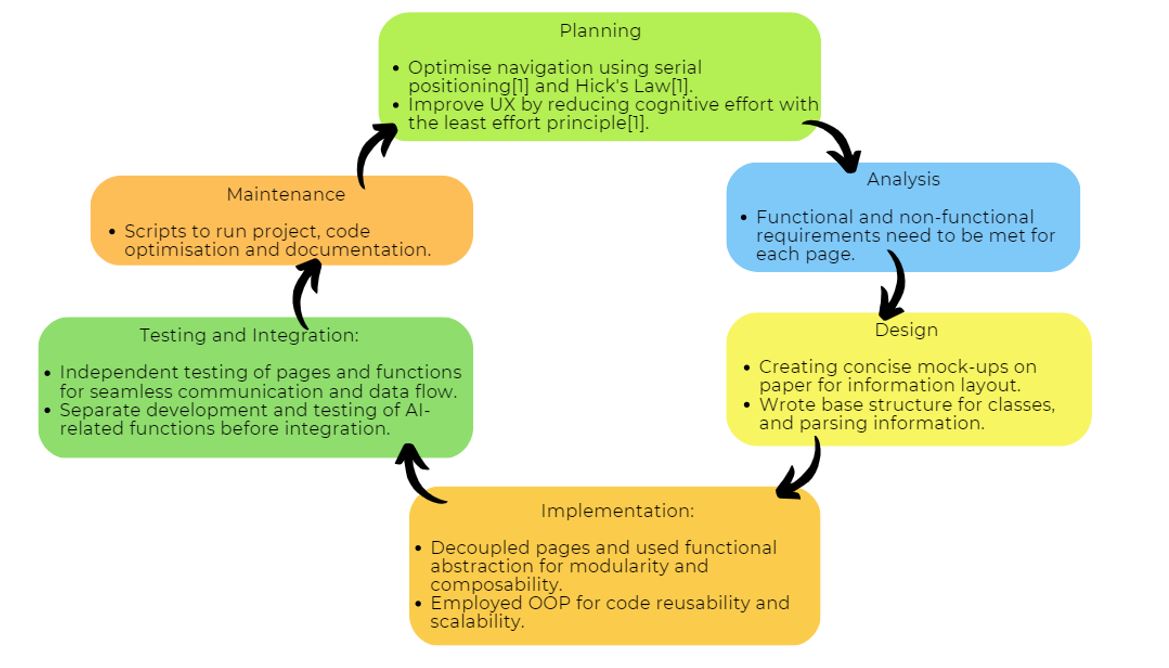 Planning
• Optimise navigation using serial
positioning[1] and Hick's Law[1].
• Improve UX by reducing cognitive effort with
the least effort principle[1].
Analysis
• Functional and non-functional
requirements need to be met for
each page.
Design
• Creating concise mock-ups on
paper for information layout.
• Wrote base structure for classes,
and parsing information.
Implementation:
• Decoupled pages and used functional
abstraction for modularity and
composability.
• Employed OOP for code reusability and
scalability.
Testing and Integration:
• Independent testing of pages and functions
for seamless communication and data flow.
• Separate development and testing of AI-
related functions before integration.
Maintenance
• Scripts to run project, code
optimisation and documentation.